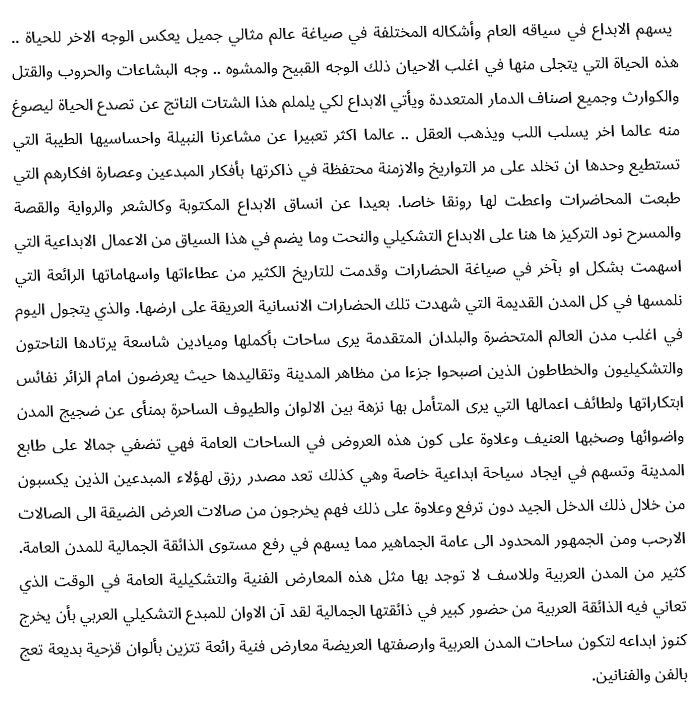 يسهم الابداع في سياقه العام وأشكاله المختلفة في صياغة عالم مثالي جميل يعكس الوجه الاخر للحياة ..
هذه الحياة التي يتجلى منها في اغلب الاحيان ذلك الوجه القبيح والمشوه .. وجه البشاعات والحروب والقتل
والكوارث وجميع اصناف الدمار المتعددة ويأتي الابداع لكي يلملم هذا الشتات الناتج عن تصدع الحياة ليصوغ
منه عالما اخر يسلب اللب ويذهب العقل .. عالما اكثر تعبيرا عن مشاعرنا النبيلة واحساسيها الطيبة التي
تستطيع وحدها ان تخلد على مر التواريخ والازمنة محتفظة في ذاكرتها بأفكار المبدعين وعصارة افكارهم التي
طبعت المحاضرات واعطت لها رونقا خاصا. بعيدا عن انساق الابداع المكتوبة وكالشعر والرواية والقصة
والمسرح نود التركيز ها هنا على الابداع التشكيلي والنحت وما يضم في هذا السياق من الاعمال الابداعية التي
اسهمت بشكل او بآخر في صياغة الحضارات وقدمت للتاريخ الكثير من عطاءاتها واسهاماتها الرائعة التي
نلمسها في كل المدن القديمة التي شهدت تلك الحضارات الانسانية العريقة على ارضها. والذي يتجول اليوم
في اغلب مدن العالم المتحضرة والبلدان المتقدمة يرى ساحات بأكملها وميادين شاسعة يرتادها الناحتون
والتشكيليون والخطاطون الذين اصبحوا جزءا من مظاهر المدينة وتقاليدها حيث يعرضون امام الزائر نفائس
ابتكاراتها ولطائف اعمالها التي يرى المتأمل بها نزهة بين الالوان والطيوف الساحرة بمنأى عن ضجيج المدن
واضوائها وصخبها العنيف وعلاوة على كون هذه العروض في الساحات العامة فهي تضفي جمالا على طابع
المدينة وتسهم في ايجاد سياحة ابداعية خاصة وهي كذلك تعد مصدر رزق لهؤلاء المبدعين الذين يكسبون
من خلال ذلك الدخل الجيد دون ترفع وعلاوة على ذلك فهم يخرجون من صالات العرض الضيقة الى الصالات
الارحب ومن الجمهور المحدود الى عامة الجماهير مما يسهم في رفع مستوى الذائقة الجمالية للمدن العامة.
كثير من المدن العربية وللاسف لا توجد بها مثل هذه المعارض الفنية والتشكيلية العامة في الوقت الذي
تعاني فيه الذائقة العربية من حضور كبير في ذائقتها الجمالية لقد آن الاوان للمبدع التشكيلي العربي بأن يخرج
كنوز ابداعه لتكون ساحات المدن العربية وارصفتها العريضة معارض فنية رائعة تتزين بألوان قزحية بديعة تعج
بالفن والفنانين.